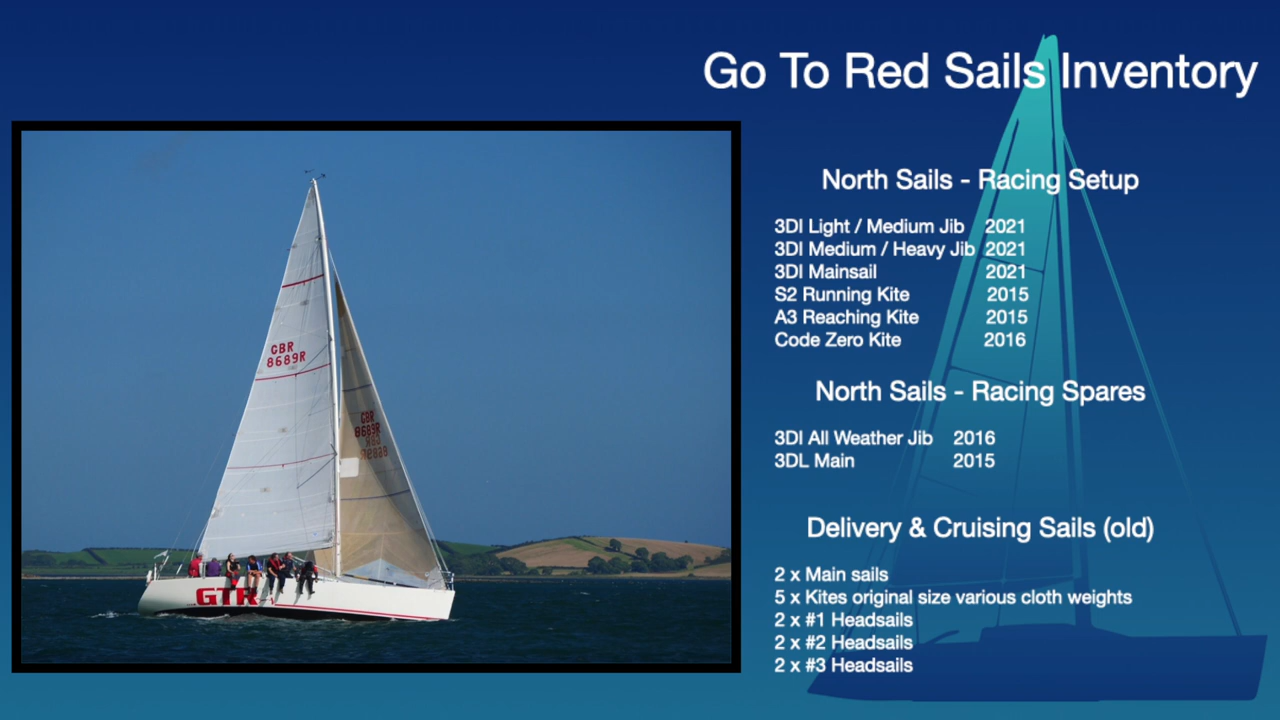 Go To Red Sails Inventory
North Sails - Racing Setup
3DI Light / Medium Jib 2021
3DI Medium / Heavy Jib 2021
3DI Mainsail 2021
S2 Running Kite 2015
A3 Reaching Kite 2015
Code Zero Kite 2016
North Sails - Racing Spares
3DI All Weather Jib 2016
3DL Main 2015
Delivery & Cruising Sails (old)
2 x Main sails
5 x Kites original size various cloth weights
2 x #1 Headsails
2 x #2 Headsails
2 x #3 Headsails
GBR
8689R
GBR
8689R
GTR